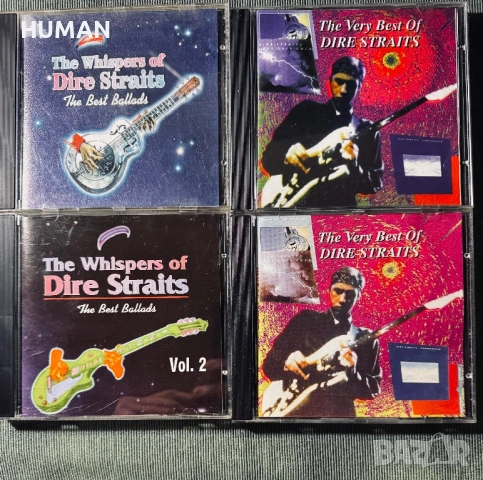 HUMAN
The Whispers of
Dire Straits
The Best Ballads
The Very Best Of
DIRE STRAITS
The Whispers of
Dire Straits
The Best Ballads
Vol. 2
The Very Best Of
DIRE STRAITS
BAZAR